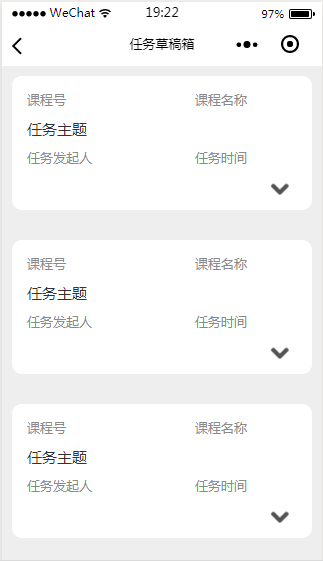 ●●●●● WeChat 19:22 97%
任务草稿箱
课程号 课程名称
任务主题
任务发起人 任务时间
课程号 课程名称
任务主题
任务发起人 任务时间
课程号 课程名称
任务主题
任务发起人 任务时间